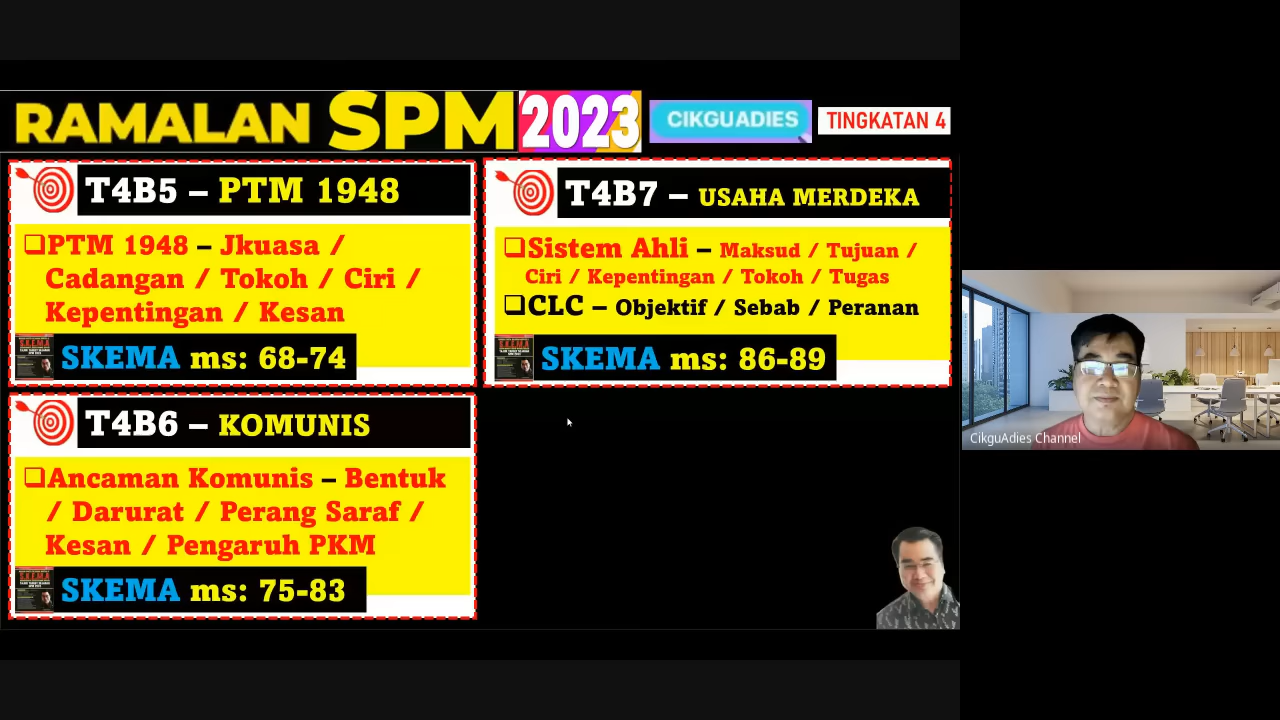 RAMALAN SPM 2023 CIKGUADIES TINGKATAN 4
T4B5 – PTM 1948
❑PTM 1948 – Jkuasa /
Cadangan / Tokoh / Ciri /
Kepentingan / Kesan
SKEMA ms: 68-74
T4B7 – USAHA MERDEKA
❑Sistem Ahli – Maksud / Tujuan /
Ciri / Kepentingan / Tokoh / Tugas
❑CLC – Objektif / Sebab / Peranan
SKEMA ms: 86-89
T4B6 – KOMUNIS
❑Ancaman Komunis – Bentuk
/ Darurat / Perang Saraf /
Kesan / Pengaruh PKM
SKEMA ms: 75-83
CikguAdies Channel